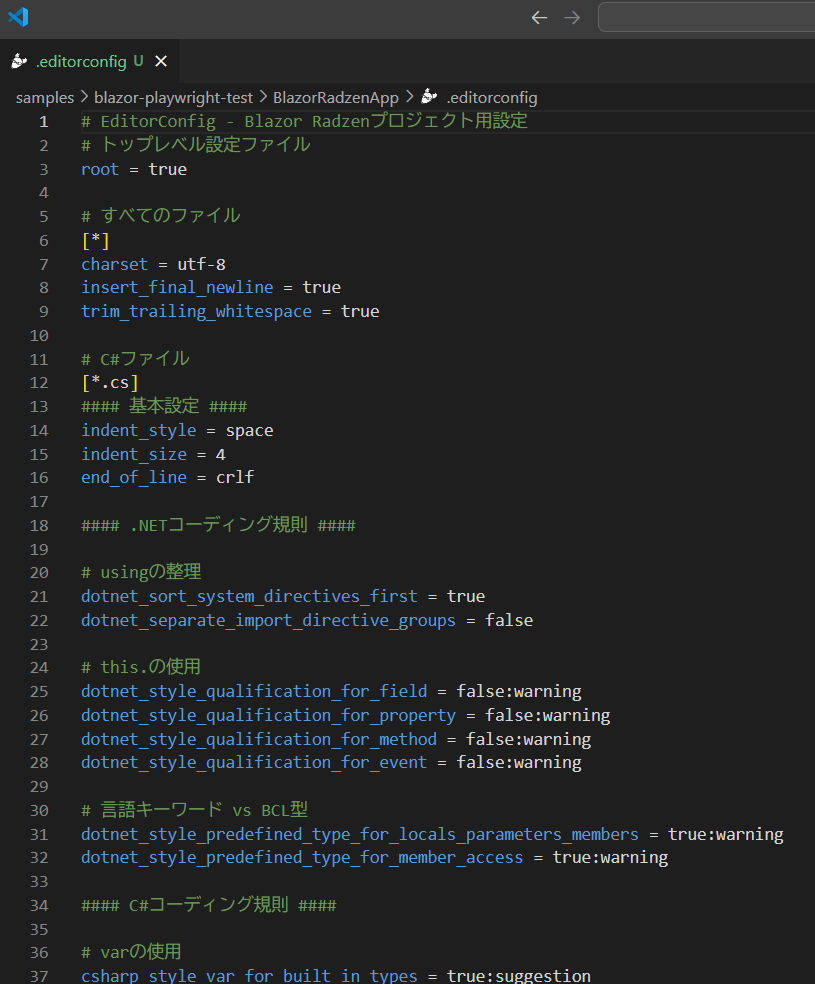 .editorconfig U
samples > blazor-playwright-test > BlazorRadzenApp > .editorconfig
1 # EditorConfig - Blazor Radzenプロジェクト用設定
2 # トップレベル設定ファイル
3 root = true
4
5 # すべてのファイル
6 [*]
7 charset = utf-8
8 insert_final_newline = true
9 trim_trailing_whitespace = true
10
11 # C#ファイル
12 [*.cs]
13 #### 基本設定 ####
14 indent_style = space
15 indent_size = 4
16 end_of_line = crlf
17
18 #### .NETコーディング規則 ####
19
20 # usingの整理
21 dotnet_sort_system_directives_first = true
22 dotnet_separate_import_directive_groups = false
23
24 # this.の使用
25 dotnet_style_qualification_for_field = false:warning
26 dotnet_style_qualification_for_property = false:warning
27 dotnet_style_qualification_for_method = false:warning
28 dotnet_style_qualification_for_event = false:warning
29
30 # 言語キーワード vs BCL型
31 dotnet_style_predefined_type_for_locals_parameters_members = true:warning
32 dotnet_style_predefined_type_for_member_access = true:warning
33
34 #### C#コーディング規則 ####
35
36 # varの使用
37 csharp_style_var_for_built_in_types = true:suggestion